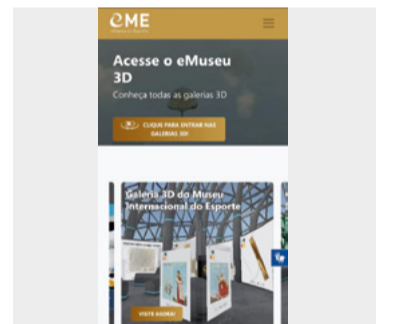 eME
Acesse o eMuseu
3D
Conheça todas as galerias 3D
CLIQUE PARA ENTRAR NAS
GALERIAS 3D!
Galeria 3D do Museu
Internacional do Esporte
VISITE AGORA!